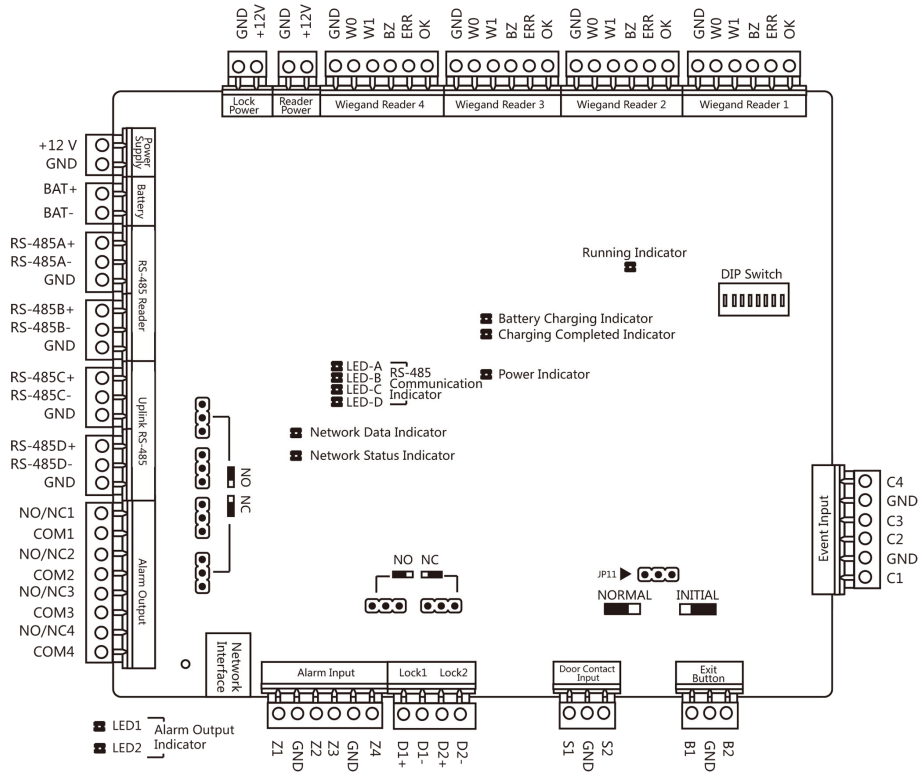 GND
+12V
GND
+12V
GND
W0
W1
BZ
ERR
OK
GND
W0
W1
BZ
ERR
OK
GND
W0
W1
BZ
ERR
OK
GND
W0
W1
BZ
ERR
OK
Lock
Power
Reader
Power
Wiegand Reader 4
Wiegand Reader 3
Wiegand Reader 2
Wiegand Reader 1
+12 V
GND
Power
Supply
BAT+
BAT-
Battery
RS-485A+
RS-485A-
GND
RS-485B+
RS-485B-
GND
RS-485 Reader
RS-485C+
RS-485C-
GND
RS-485D+
RS-485D-
GND
Uplink RS-485
NO/NC1
COM1
NO/NC2
COM2
NO/NC3
COM3
NO/NC4
COM4
Alarm Output
Running Indicator
DIP Switch
Battery Charging Indicator
Charging Completed Indicator
Power Indicator
LED-A
LED-B
LED-C
LED-D
RS-485
Communication
Indicator
Network Data Indicator
Network Status Indicator
NO
NC
NO NC
JP11
NORMAL
INITIAL
Event Input
C4
GND
C3
C2
GND
C1
Network
Interface
Alarm Input
Lock1 Lock2
Door Contact
Input
Exit
Button
Z1
GND
Z2
Z3
GND
Z4
D1+
D1-
D2+
D2-
S1
GND
S2
B1
GND
B2
LED1
LED2
Alarm Output
Indicator